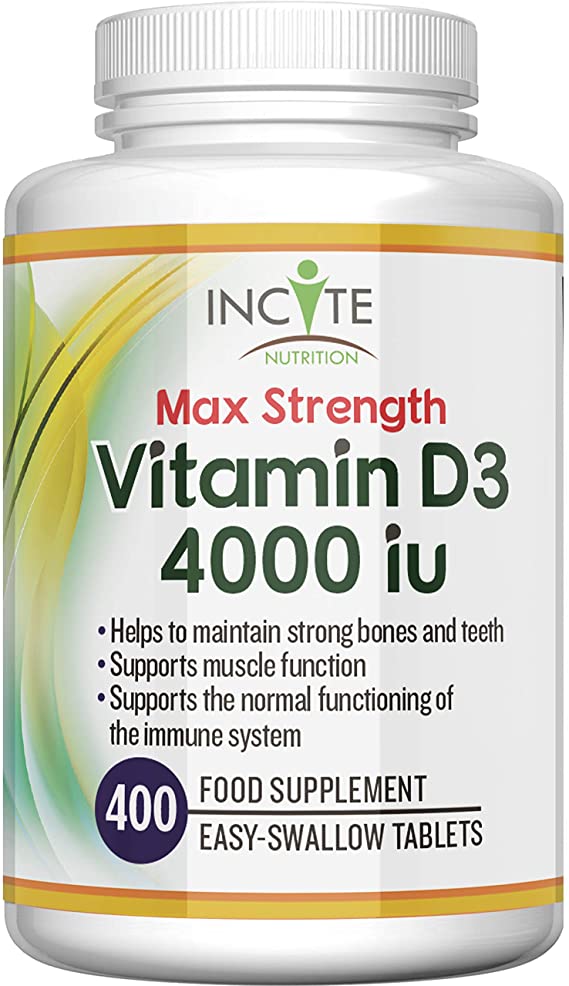 INCITE
NUTRITION
Max Strength
Vitamin D3
4000 iu
• Helps to maintain strong bones and teeth
• Supports muscle function
• Supports the normal functioning of
the immune system
400
FOOD SUPPLEMENT
EASY-SWALLOW TABLETS